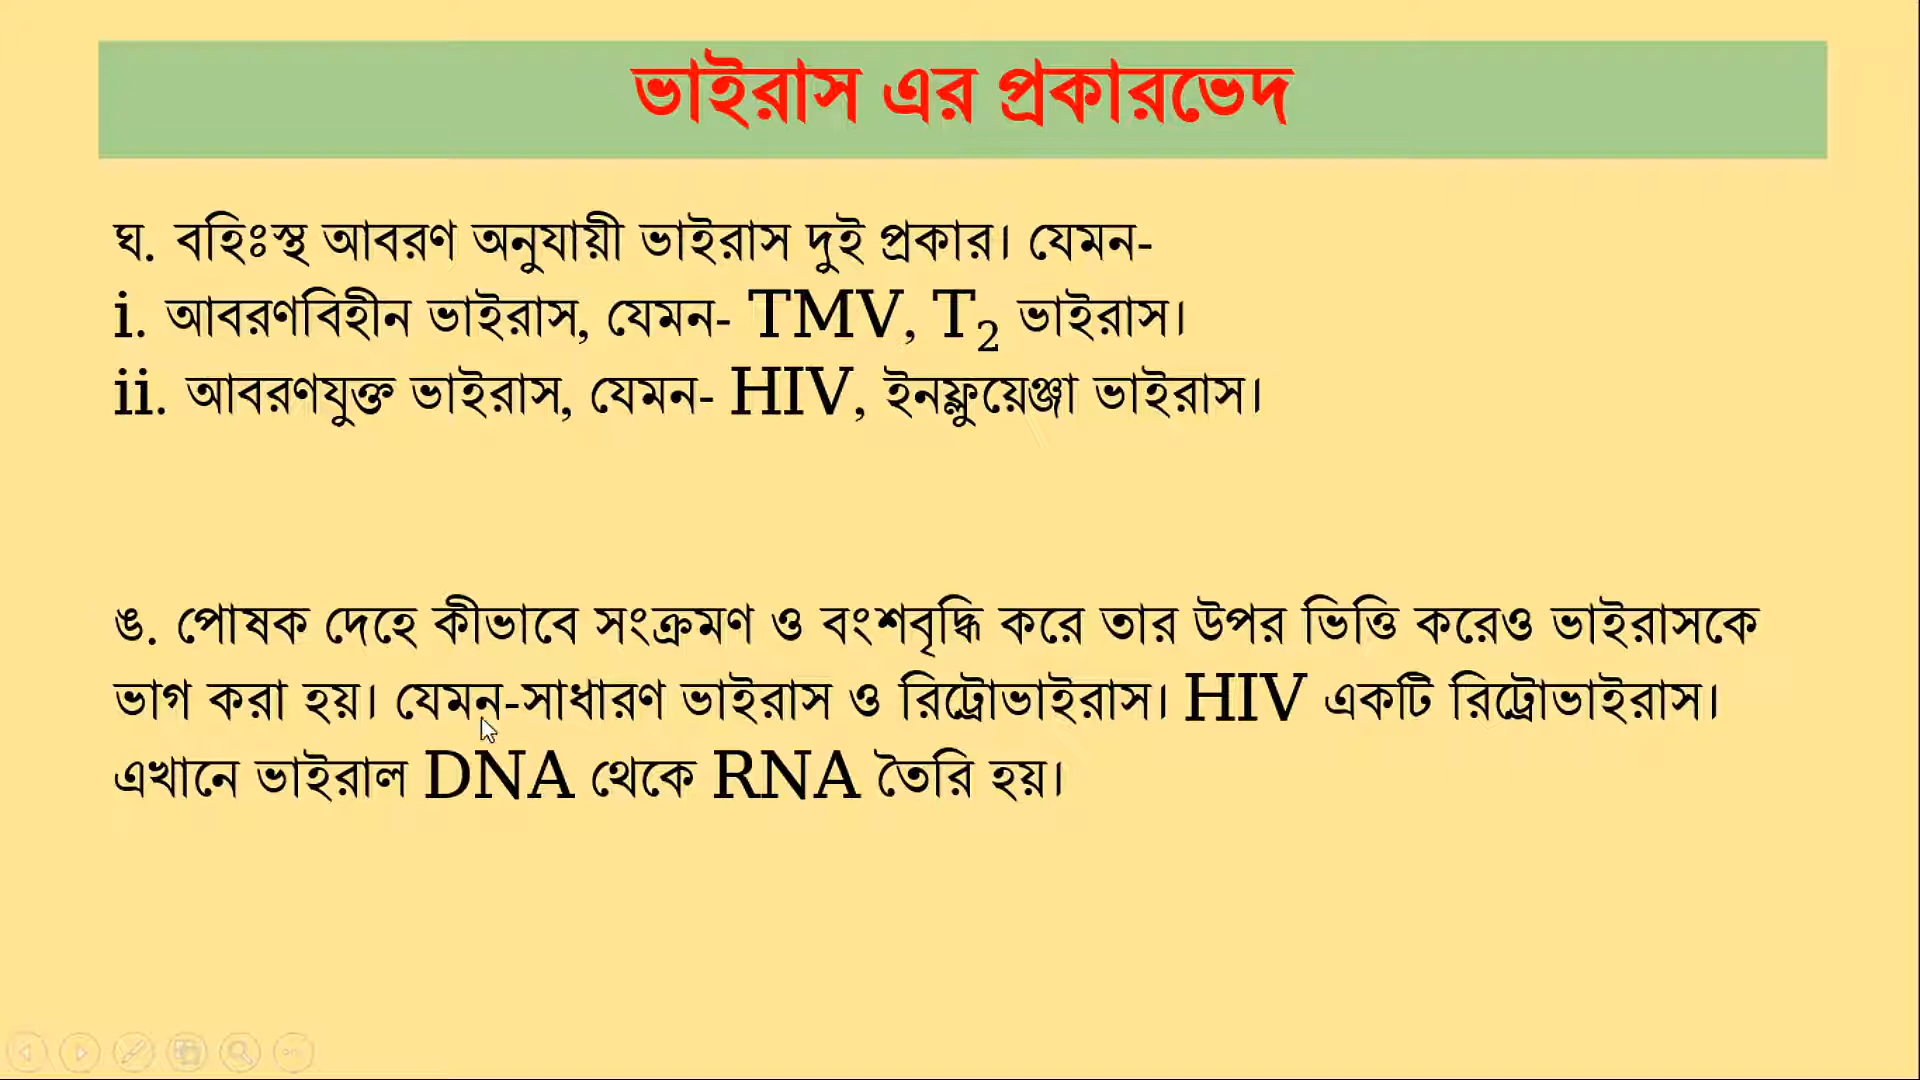 ভাইরাস এর প্রকারভেদ
ঘ. বহিঃস্থ আবরণ অনুযায়ী ভাইরাস দুই প্রকার। যেমন-
i. আবরণবিহীন ভাইরাস, যেমন- TMV, T₂ ভাইরাস।
ii. আবরণযুক্ত ভাইরাস, যেমন- HIV, ইনফ্লুয়েঞ্জা ভাইরাস।
ঙ. পোষক দেহে কীভাবে সংক্রমণ ও বংশবৃদ্ধি করে তার উপর ভিত্তি করেও ভাইরাসকে
ভাগ করা হয়। যেমন-সাধারণ ভাইরাস ও রিট্রোভাইরাস। HIV একটি রিট্রোভাইরাস।
এখানে ভাইরাল DNA থেকে RNA তৈরি হয়।